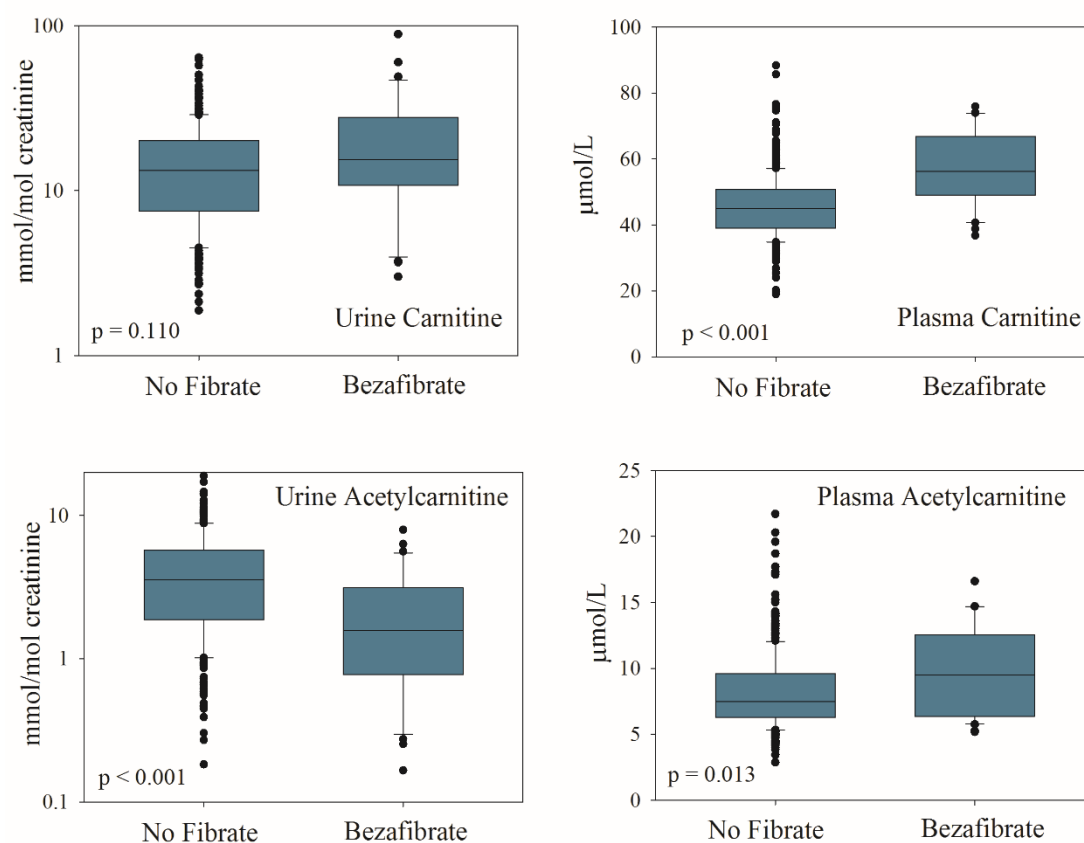 100
10
1
mmol/mol creatinine
Urine Carnitine
p = 0.110
No Fibrate
Bezafibrate
100
80
60
40
20
0
µmol/L
Plasma Carnitine
p < 0.001
No Fibrate
Bezafibrate
10
1
0.1
mmol/mol creatinine
Urine Acetylcarnitine
p < 0.001
No Fibrate
Bezafibrate
25
20
15
10
5
0
µmol/L
Plasma Acetylcarnitine
p = 0.013
No Fibrate
Bezafibrate